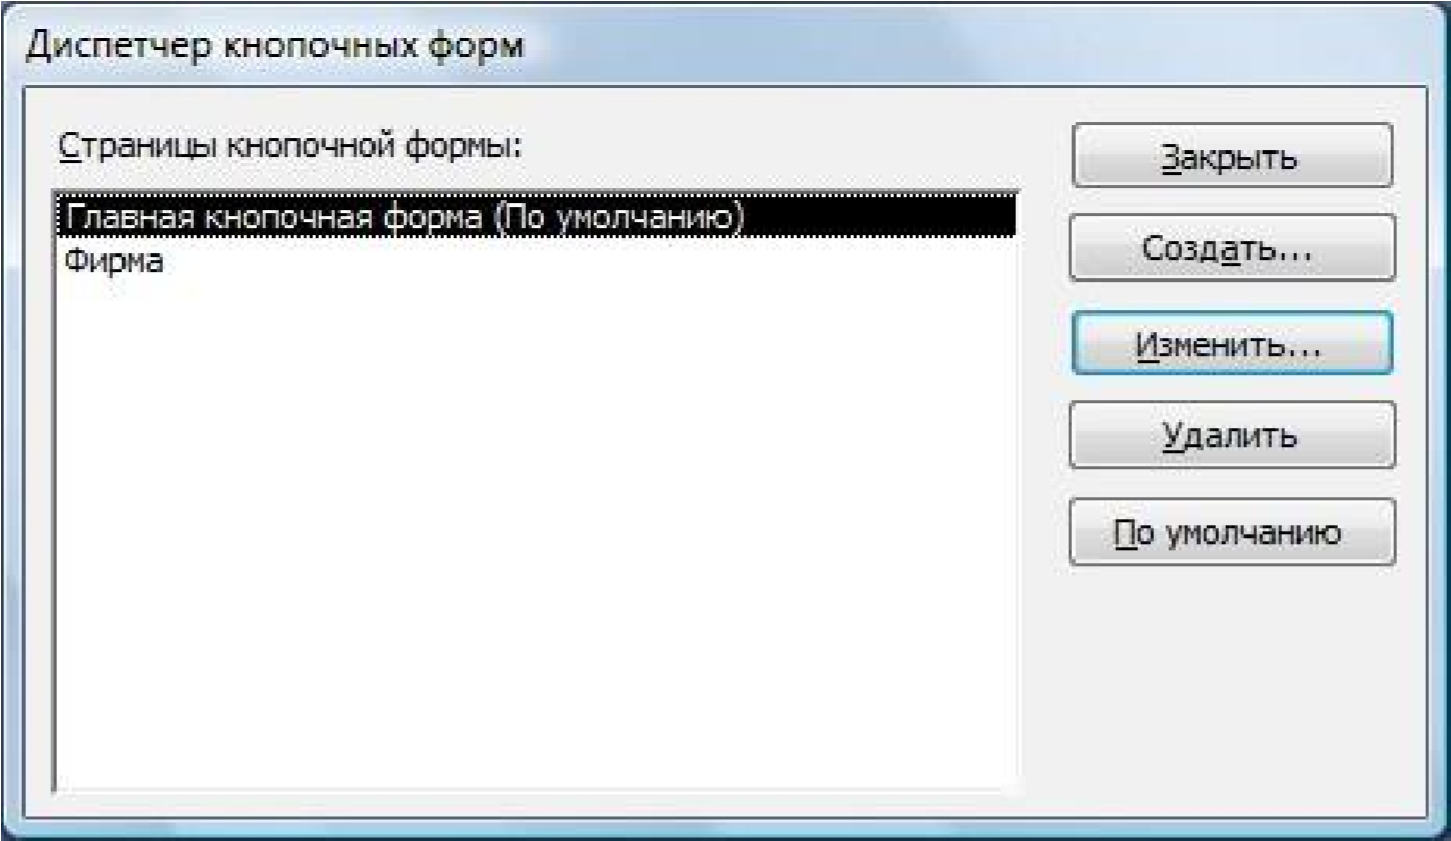 Диспетчер кнопочных форм
Страницы кнопочной формы:
Главная кнопочная форма (По умолчанию)
Фирма
Закрыть
Создать...
Изменить...
Удалить
По умолчанию